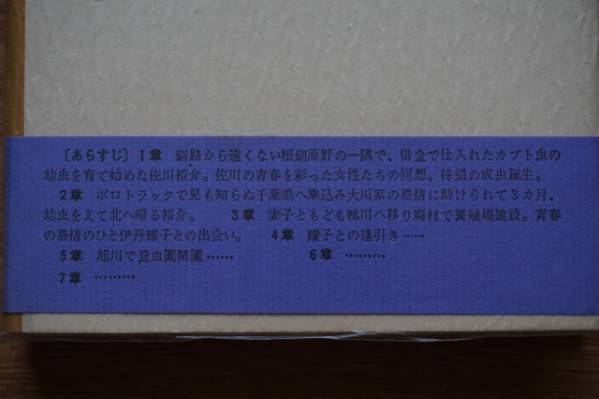 〔あらすじ〕1章　釧路から遠くない根釧原野の一隅で、借金で仕入れたカブト虫の
幼虫を育て始めた佐川裕介。佐川の青春を彩った女性たちの回想。待望の成虫誕生。
2章　ボロトラックで見も知らぬ千葉県へ乗込み大川家の恩情に助けられて3カ月、
幼虫をえて北へ帰る裕介。　3章　妻子ともども鴨川へ移り廃材で養殖場建設。青春
の慕情のひと伊丹耀子との出会い。　4章　耀子との逢引き……
5章　旭川で昆虫園開園……　6章　………
7章　………